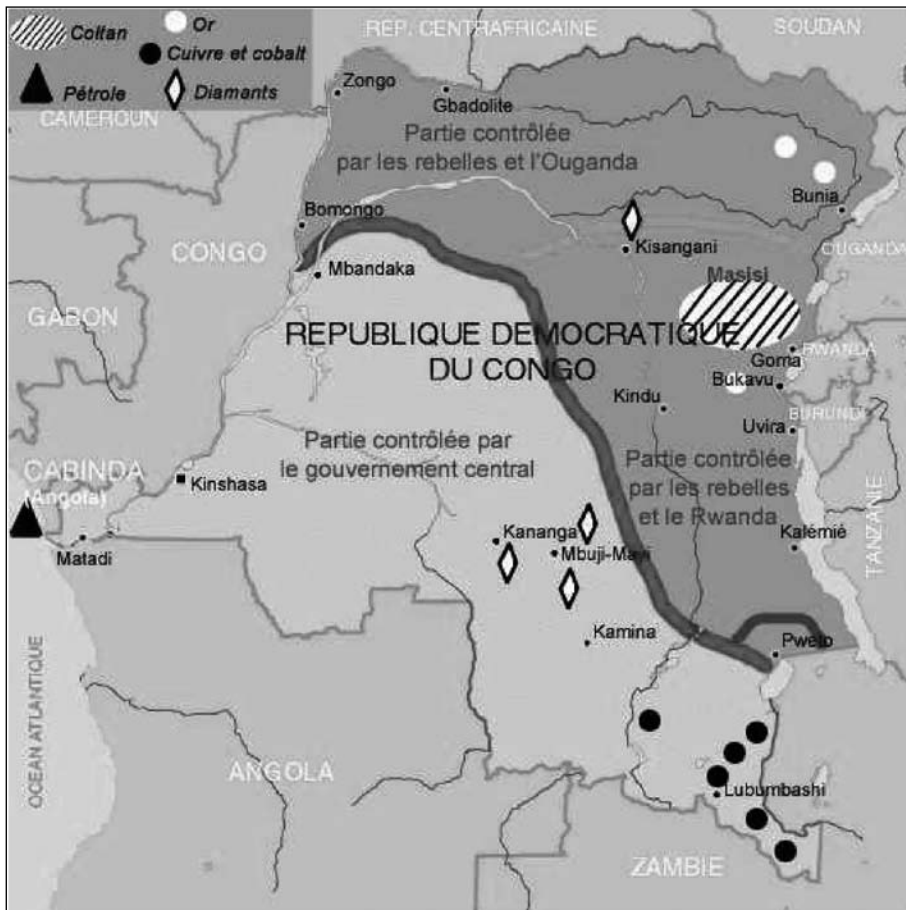 Coltan
Or
Cuivre et cobalt
Pétrole
Diamants
REP. CENTRAFRICAINE
SOUDAN
CAMEROUN
Zongo
Gbadolite
Partie contrôlée
par les rebelles et l'Ouganda
Bunia
Bomongo
CONGO
Kisangani
OUGANDA
Mbandaka
Masisi
GABON
REPUBLIQUE DEMOCRATIQUE
DU CONGO
Goma
RWANDA
Bukavu
Kindu
BURUNDI
Uvira
Partie contrôlée par
le gouvernement central
Partie contrôlée
par les rebelles
et le Rwanda
CABINDA
(Angola)
Kinshasa
TANZANIE
Kananga
Kalémié
Matadi
Mbuji-Mayi
Kamina
Pweto
OCEAN ATLANTIQUE
ANGOLA
Lubumbashi
ZAMBIE